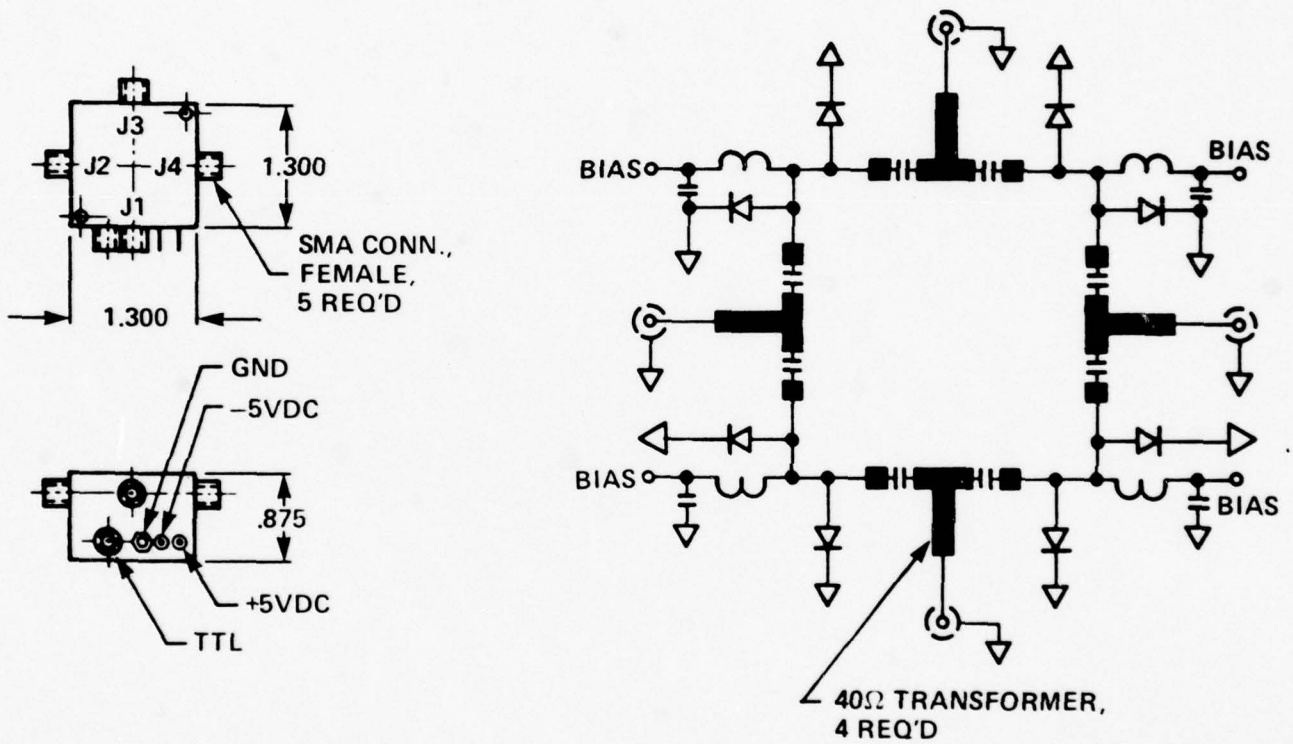 J3
J2
J4
J1
1.300
1.300
SMA CONN.,
FEMALE,
5 REQ'D
GND
−5VDC
.875
+5VDC
TTL
BIAS
BIAS
BIAS
BIAS
40Ω TRANSFORMER,
4 REQ'D